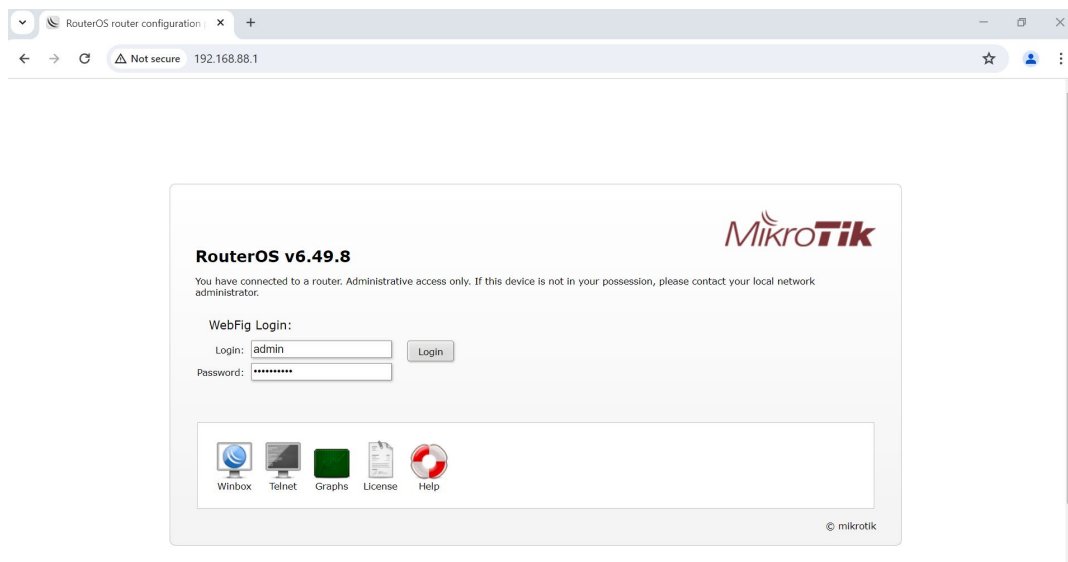 RouterOS router configuration
Not secure 192.168.88.1
MikroTik
RouterOS v6.49.8
You have connected to a router. Administrative access only. If this device is not in your possession, please contact your local network
administrator.
WebFig Login:
Login: admin Login
Password: ••••••••••
Winbox Telnet Graphs License Help
© mikrotik